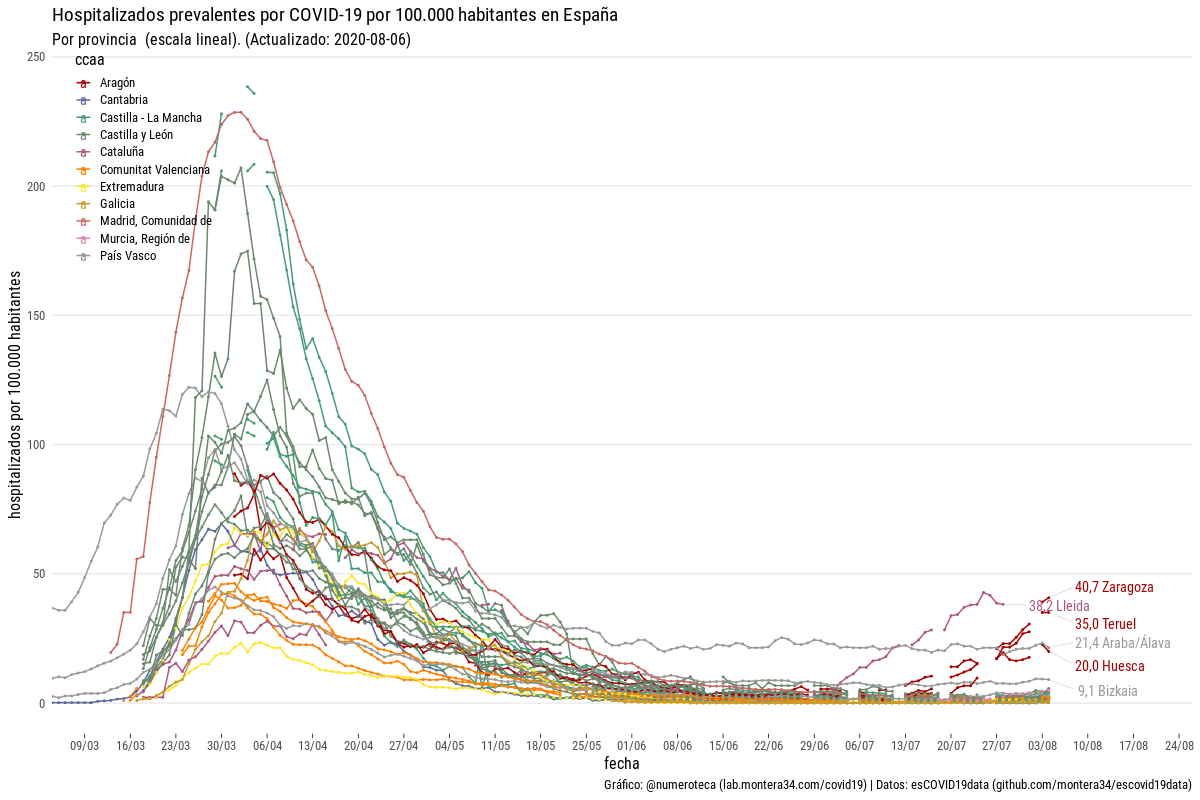 Hospitalizados prevalentes por COVID-19 por 100.000 habitantes en España
Por provincia (escala lineal). (Actualizado: 2020-08-06)
ccaa
Aragón
Cantabria
Castilla - La Mancha
Castilla y León
Cataluña
Comunitat Valenciana
Extremadura
Galicia
Madrid, Comunidad de
Murcia, Región de
País Vasco
hospitalizados por 100.000 habitantes
250
200
150
100
50
0
40,7 Zaragoza
38,2 Lleida
35,0 Teruel
21,4 Araba/Álava
20,0 Huesca
9,1 Bizkaia
09/03 16/03 23/03 30/03 06/04 13/04 20/04 27/04 04/05 11/05 18/05 25/05 01/06 08/06 15/06 22/06 29/06 06/07 13/07 20/07 27/07 03/08 10/08 17/08 24/08
fecha
Gráfico: @numeroteca (lab.montera34.com/covid19) | Datos: esCOVID19data (github.com/montera34/escovid19data)